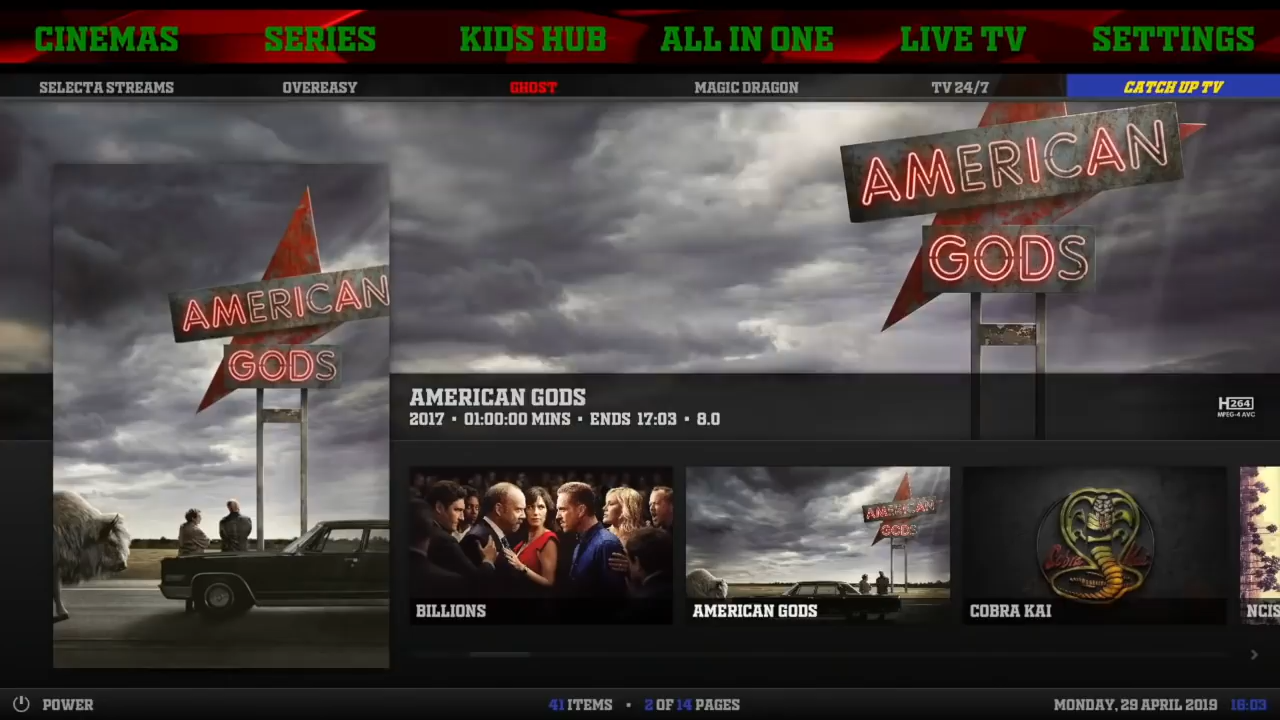 CINEMAS SERIES KIDS HUB ALL IN ONE LIVE TV SETTINGS
SELECTA STREAMS OVEREASY GHOST MAGIC DRAGON TV 24/7 CATCH UP TV
AMERICAN
GODS
AMERICAN
GODS
AMERICAN GODS
2017 • 01:00:00 MINS • ENDS 17:03 • 8.0
H264
MPEG-4 AVC
AMERICAN
GODS
BILLIONS AMERICAN GODS COBRA KAI NCIS
POWER 41 ITEMS • 2 OF 14 PAGES MONDAY, 29 APRIL 2019 16:03